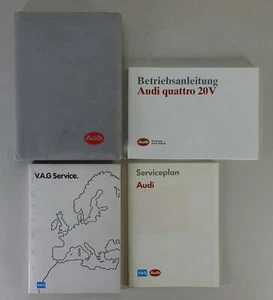 Audi
Betriebsanleitung
Audi quattro 20V
Audi
V.A.G Service.
V·A·G
Serviceplan
Audi
V·A·G
Audi